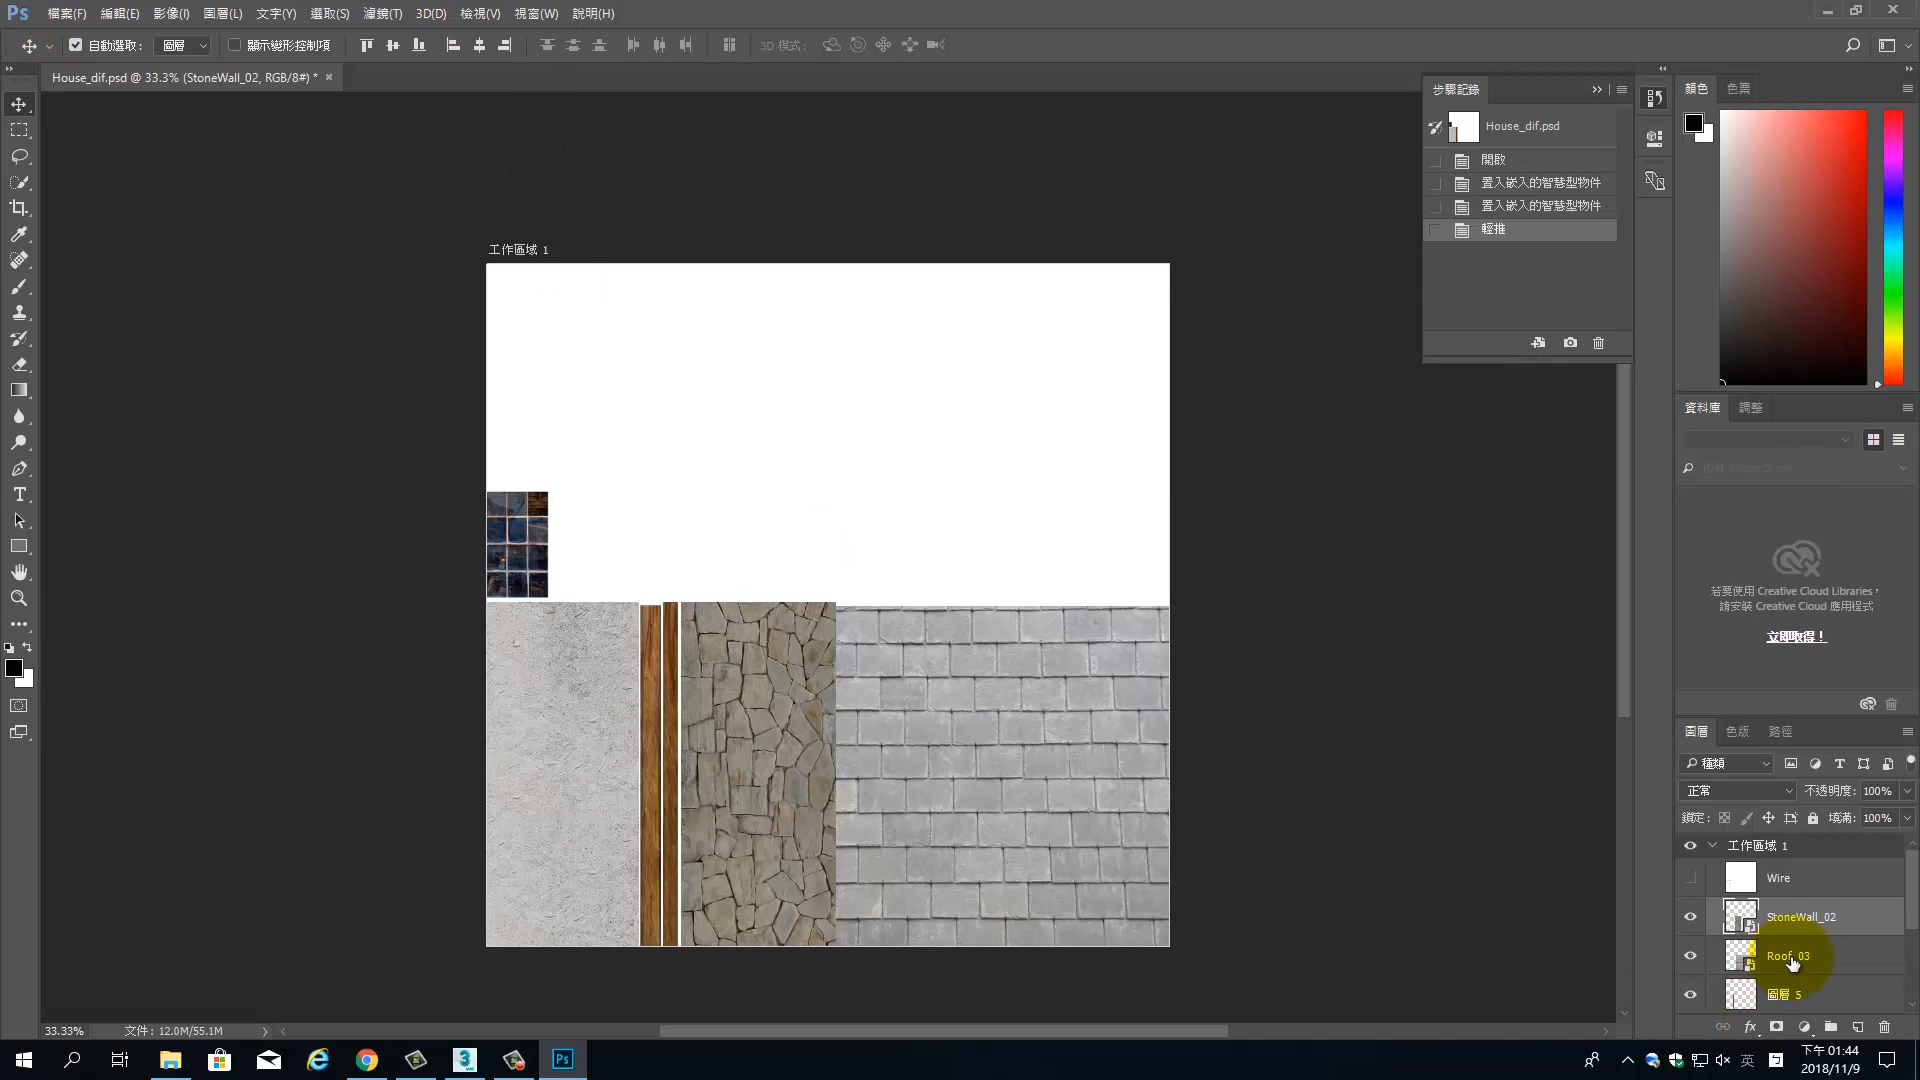 Ps 檔案(F) 編輯(E) 影像(I) 圖層(L) 文字(Y) 選取(S) 濾鏡(T) 3D(D) 檢視(V) 視窗(W) 說明(H)
自動選取： 圖層 顯示變形控制項 3D 模式：
House_dif.psd @ 33.3% (StoneWall_02, RGB/8#) *
工作區域 1
步驟記錄
House_dif.psd
開啟
置入嵌入的智慧型物件
置入嵌入的智慧型物件
輕推
顏色 色票
資料庫 調整
若要使用 Creative Cloud Libraries，
請安裝 Creative Cloud 應用程式
立即取得！
圖層 色版 路徑
種類
正常 不透明度： 100%
鎖定： 填滿： 100%
工作區域 1
Wire
StoneWall_02
Roof_03
圖層 5
33.33% 文件：12.0M/55.1M
英
下午 01:44
2018/11/9